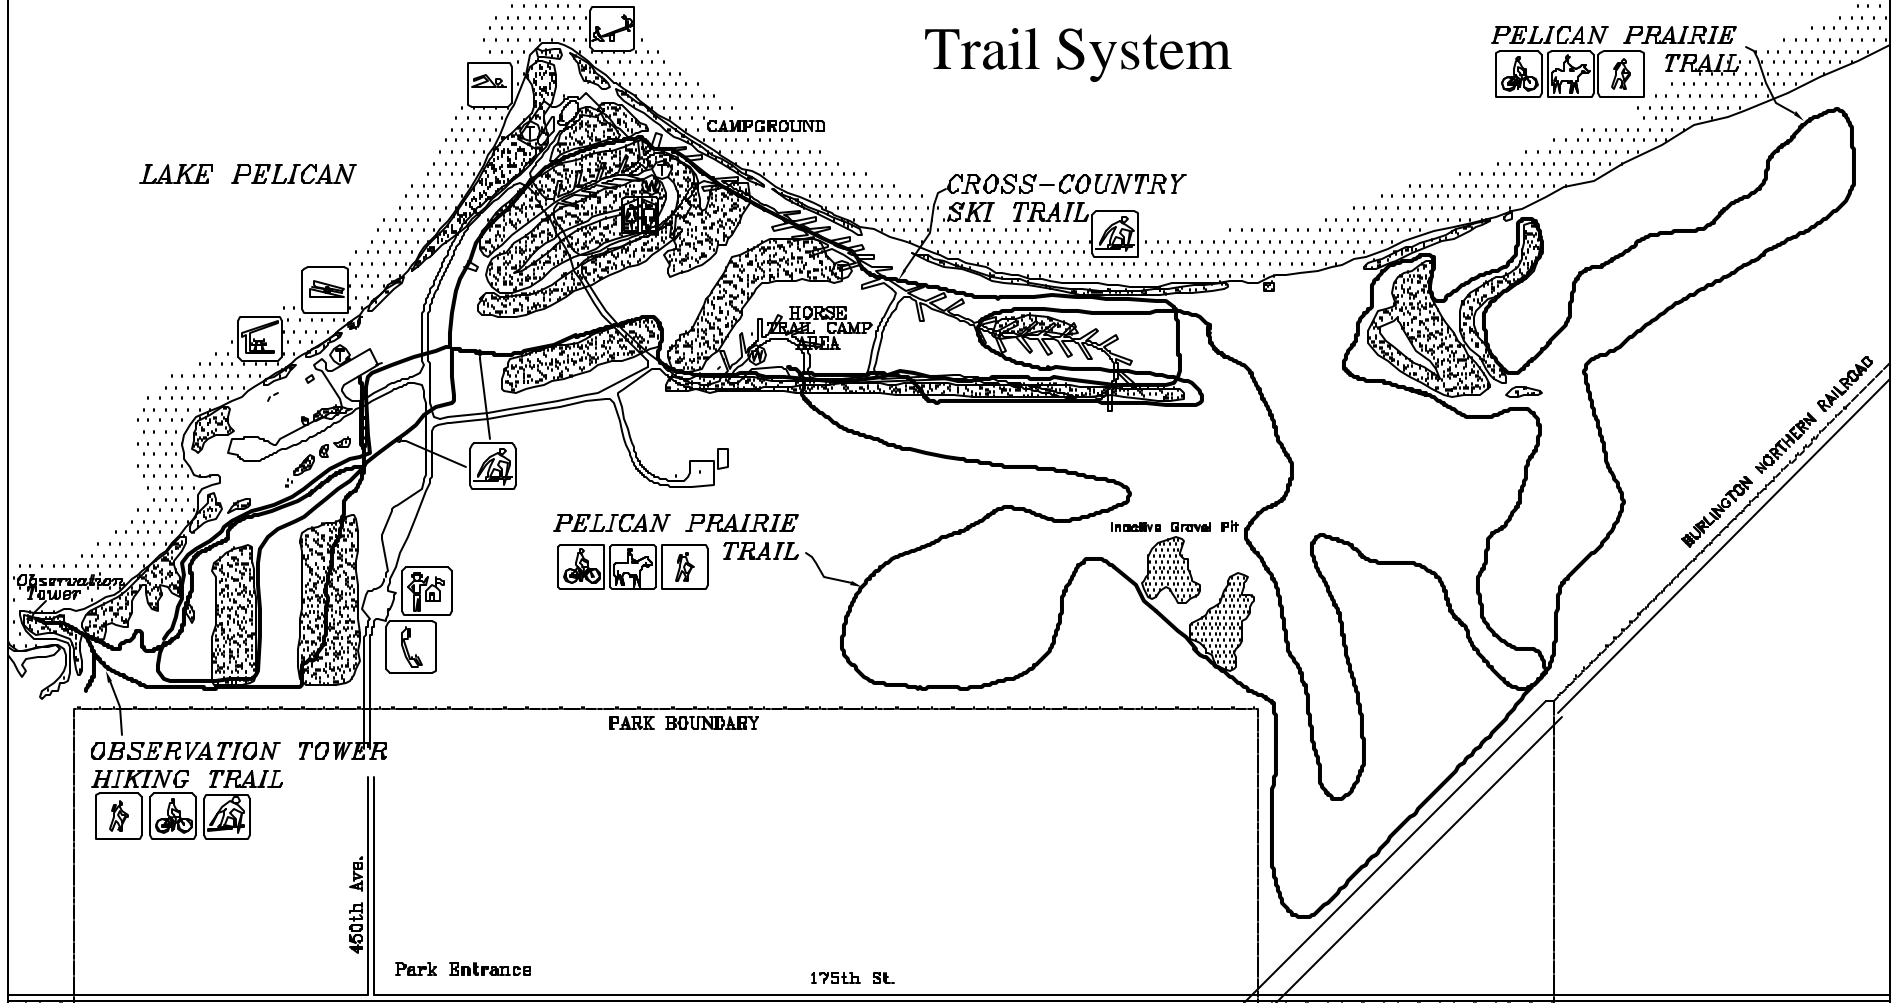 Trail System
PELICAN PRAIRIE
TRAIL
CAMPGROUND
LAKE PELICAN
CROSS-COUNTRY
SKI TRAIL
T
T
W
T
HORSE
TRAIL CAMP
AREA
T
W
BURLINGTON NORTHERN RAILROAD
PELICAN PRAIRIE
TRAIL
Inactive Gravel Pit
Observation
Tower
PARK BOUNDARY
OBSERVATION TOWER
HIKING TRAIL
450th Ave.
Park Entrance
175th St.